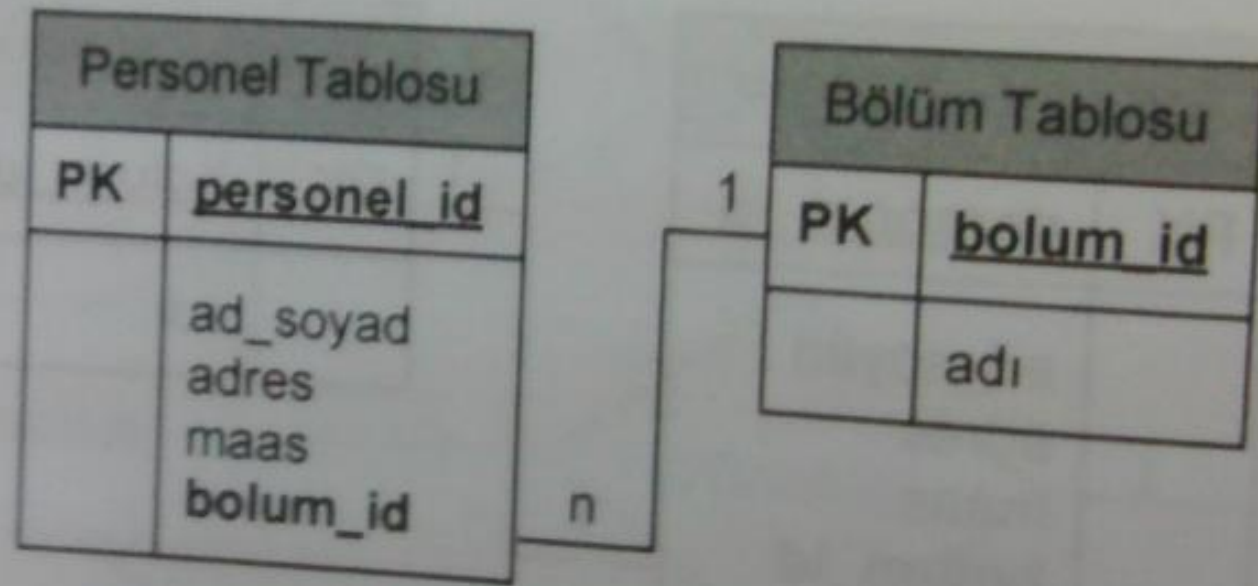 Personel Tablosu
PK personel_id
ad_soyad
adres
maas
bolum_id
n
1
Bölüm Tablosu
PK bolum_id
adı